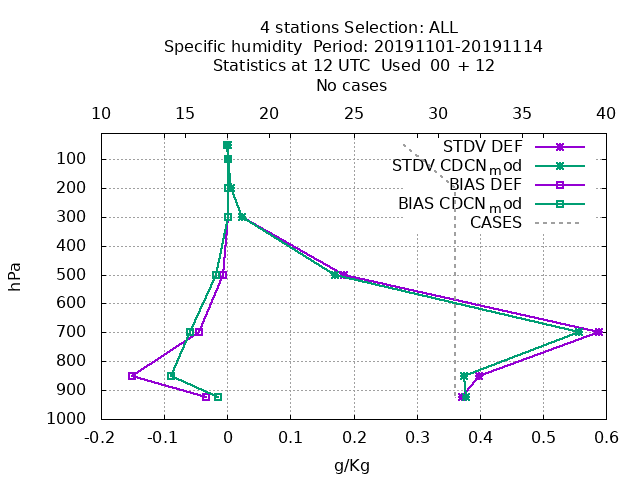 4 stations Selection: ALL
Specific humidity  Period: 20191101-20191114
Statistics at 12 UTC  Used  00 + 12
No cases
10 15 20 25 30 35 40
STDV DEF
STDV CDCNmod
BIAS DEF
BIAS CDCNmod
CASES
100
200
300
400
500
600
700
800
900
1000
hPa
-0.2 -0.1 0 0.1 0.2 0.3 0.4 0.5 0.6
g/Kg